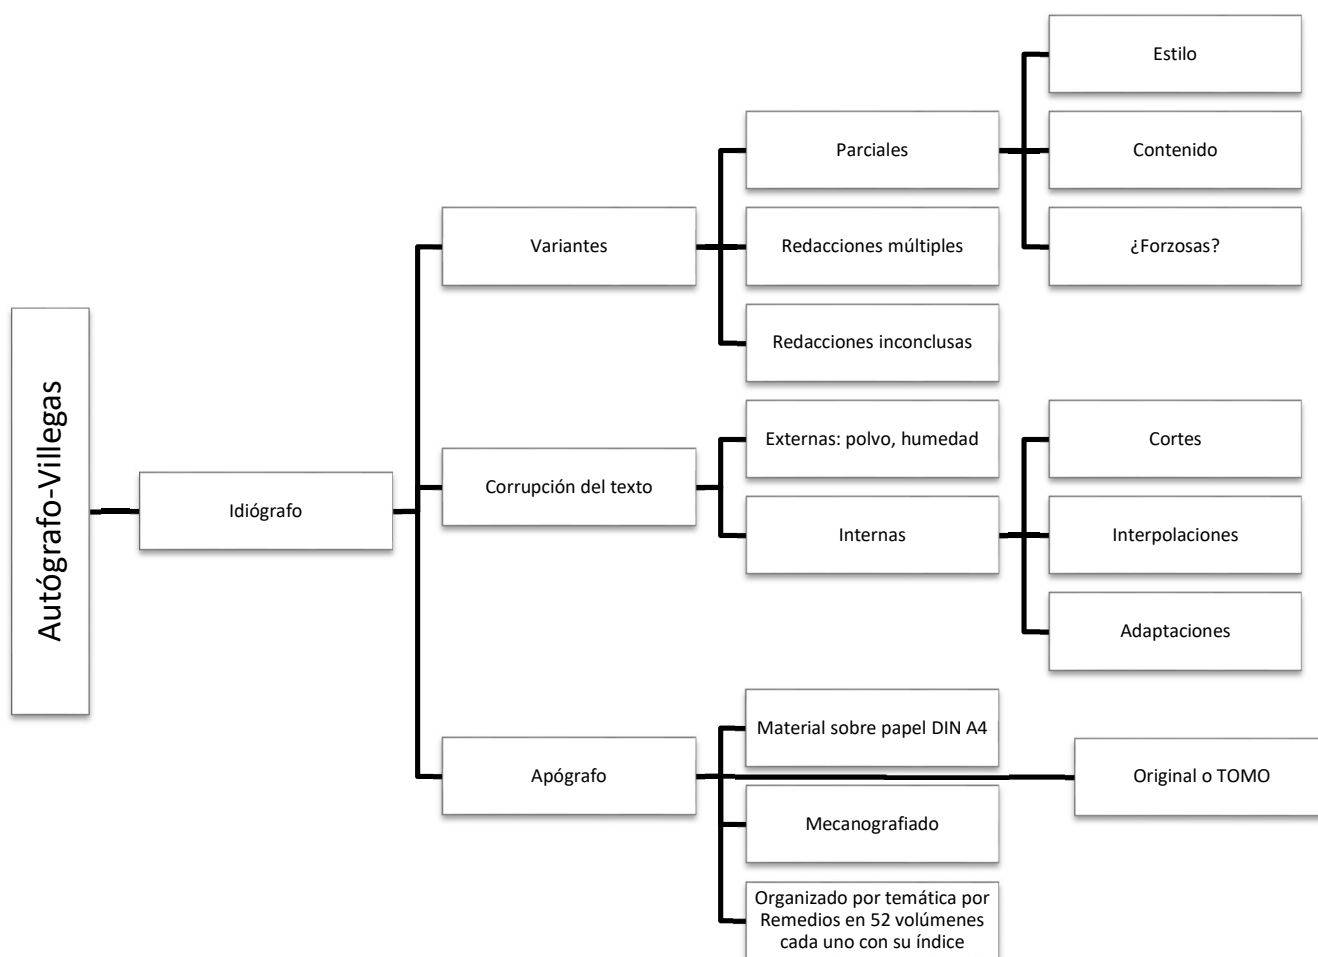 Autógrafo-Villegas
Idiógrafo
Variantes
Parciales
Estilo
Contenido
¿Forzosas?
Redacciones múltiples
Redacciones inconclusas
Corrupción del texto
Externas: polvo, humedad
Internas
Cortes
Interpolaciones
Adaptaciones
Apógrafo
Material sobre papel DIN A4
Original o TOMO
Mecanografiado
Organizado por temática por
Remedios en 52 volúmenes
cada uno con su índice